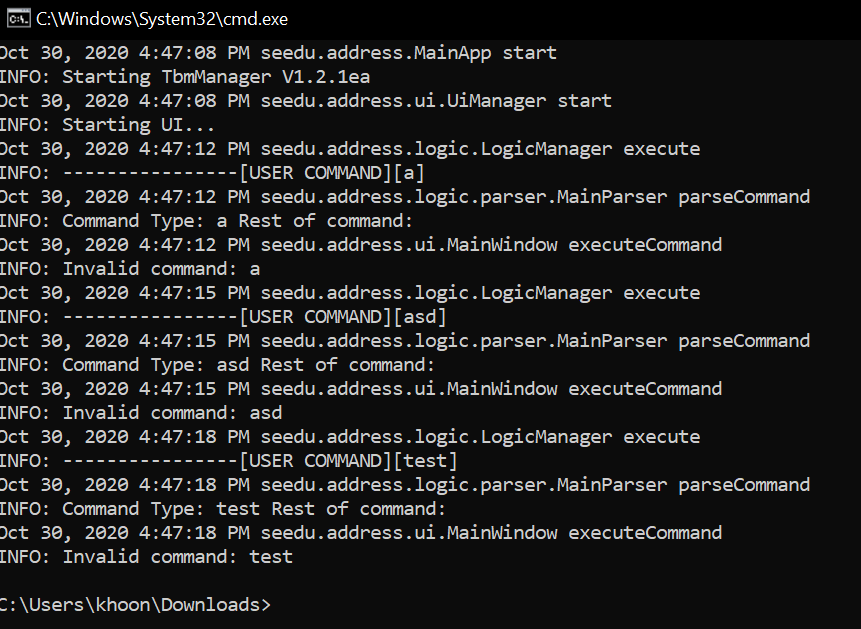 C:\Windows\System32\cmd.exe
Oct 30, 2020 4:47:08 PM seedu.address.MainApp start
INFO: Starting TbmManager V1.2.1ea
Oct 30, 2020 4:47:08 PM seedu.address.ui.UiManager start
INFO: Starting UI...
Oct 30, 2020 4:47:12 PM seedu.address.logic.LogicManager execute
INFO: ----------------[USER COMMAND][a]
Oct 30, 2020 4:47:12 PM seedu.address.logic.parser.MainParser parseCommand
INFO: Command Type: a Rest of command:
Oct 30, 2020 4:47:12 PM seedu.address.ui.MainWindow executeCommand
INFO: Invalid command: a
Oct 30, 2020 4:47:15 PM seedu.address.logic.LogicManager execute
INFO: ----------------[USER COMMAND][asd]
Oct 30, 2020 4:47:15 PM seedu.address.logic.parser.MainParser parseCommand
INFO: Command Type: asd Rest of command:
Oct 30, 2020 4:47:15 PM seedu.address.ui.MainWindow executeCommand
INFO: Invalid command: asd
Oct 30, 2020 4:47:18 PM seedu.address.logic.LogicManager execute
INFO: ----------------[USER COMMAND][test]
Oct 30, 2020 4:47:18 PM seedu.address.logic.parser.MainParser parseCommand
INFO: Command Type: test Rest of command:
Oct 30, 2020 4:47:18 PM seedu.address.ui.MainWindow executeCommand
INFO: Invalid command: test
C:\Users\khoon\Downloads>